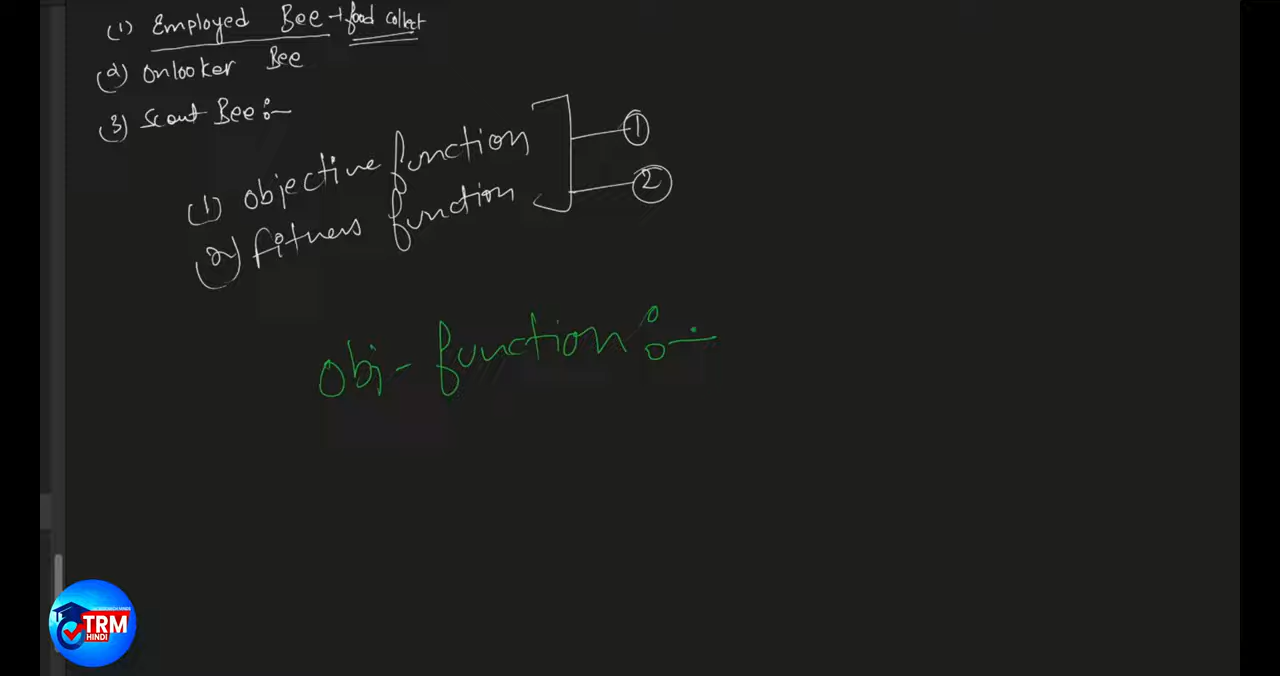 (1) Employed Bee → food collect
(2) Onlooker Bee
(3) Scout Bee :-
(1) objective function ①
(2) fitness function ②
Obj - function :-
TRM
HINDI